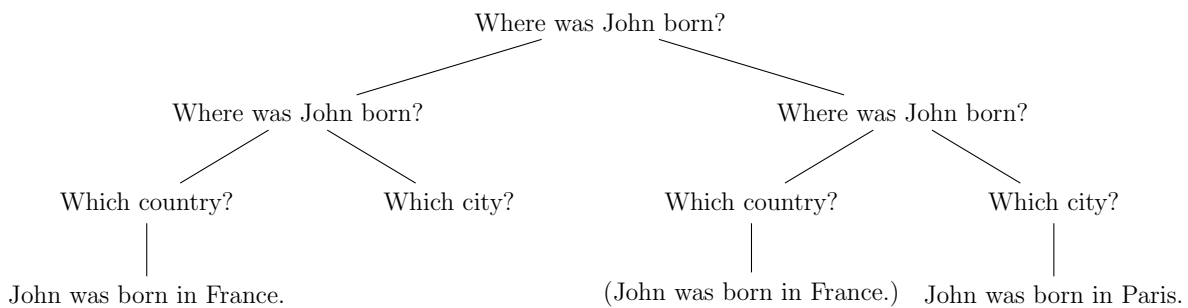 Where was John born?
Where was John born? Where was John born?
Which country? Which city? Which country? Which city?
John was born in France. (John was born in France.) John was born in Paris.